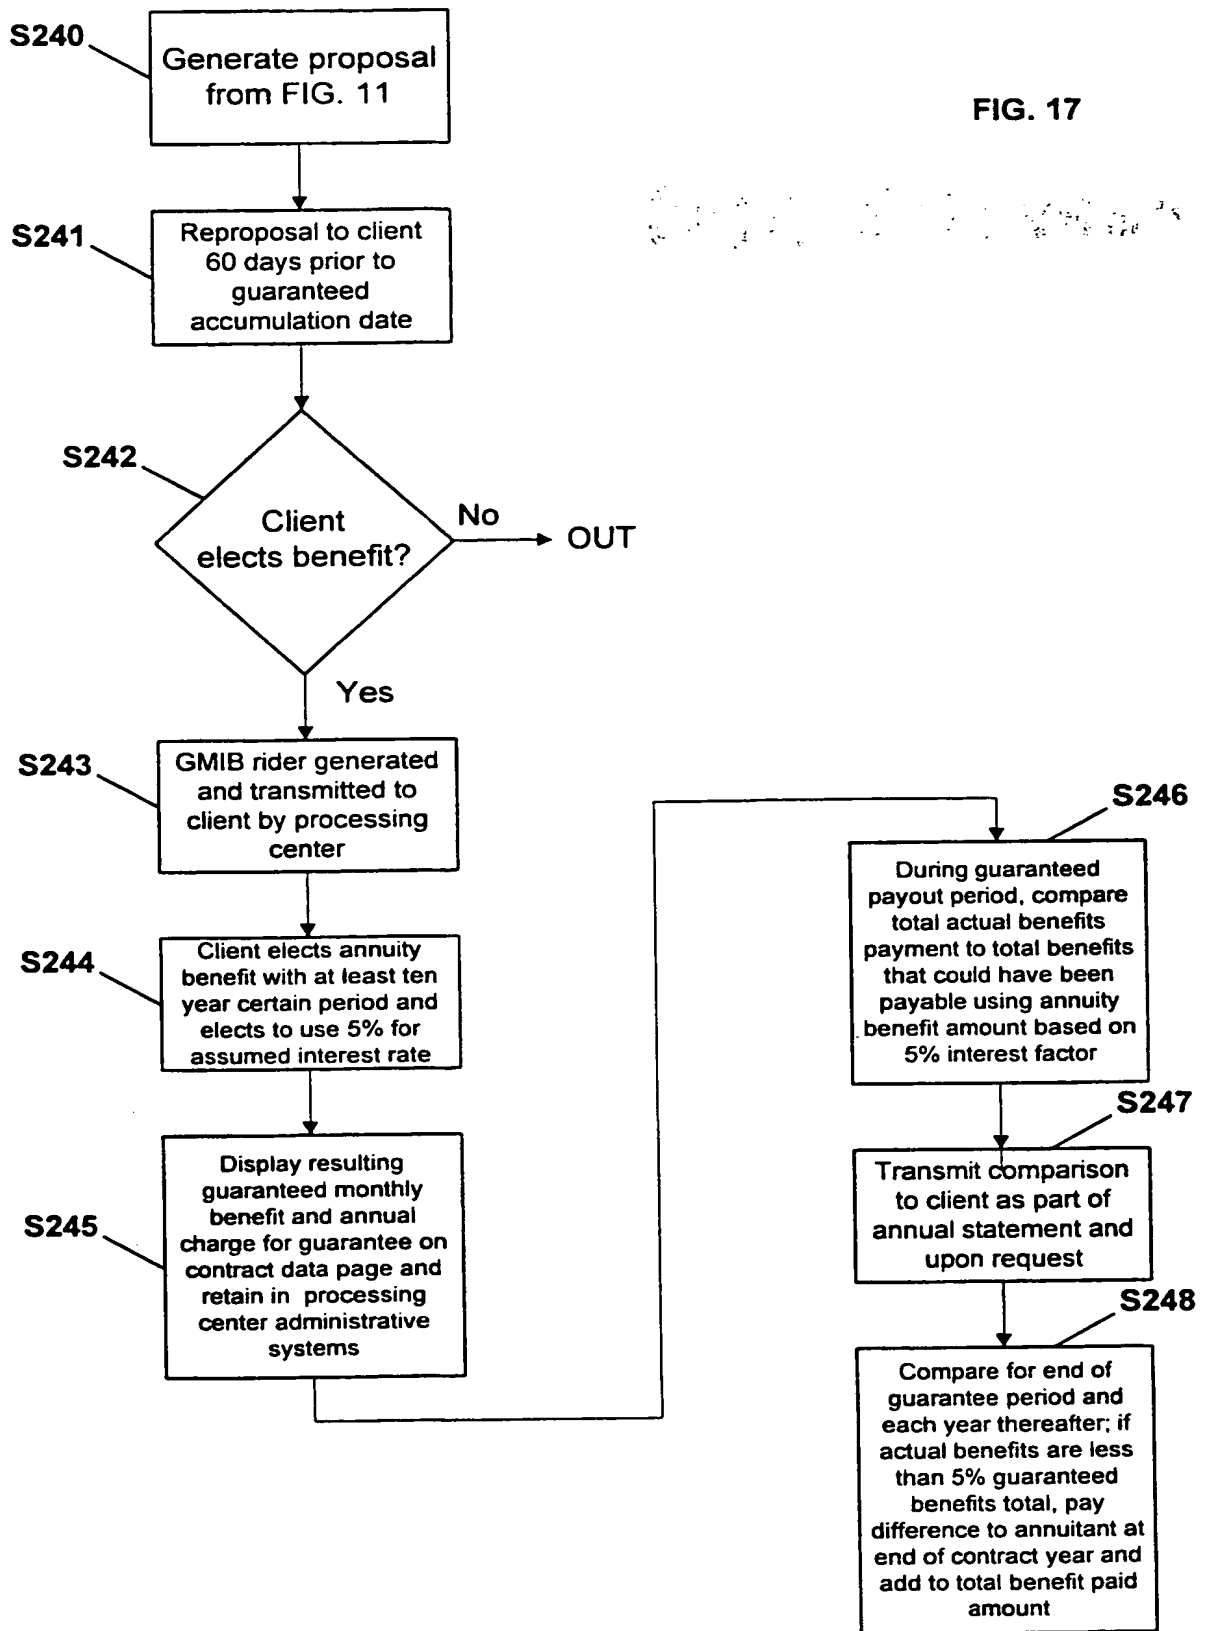 S240
Generate proposal
from FIG. 11
FIG. 17
S241
Reproposal to client
60 days prior to
guaranteed
accumulation date
S242
Client
elects benefit?
No
OUT
Yes
S243
GMIB rider generated
and transmitted to
client by processing
center
S244
Client elects annuity
benefit with at least ten
year certain period and
elects to use 5% for
assumed interest rate
S245
Display resulting
guaranteed monthly
benefit and annual
charge for guarantee on
contract data page and
retain in processing
center administrative
systems
S246
During guaranteed
payout period, compare
total actual benefits
payment to total benefits
that could have been
payable using annuity
benefit amount based on
5% interest factor
S247
Transmit comparison
to client as part of
annual statement and
upon request
S248
Compare for end of
guarantee period and
each year thereafter; if
actual benefits are less
than 5% guaranteed
benefits total, pay
difference to annuitant at
end of contract year and
add to total benefit paid
amount